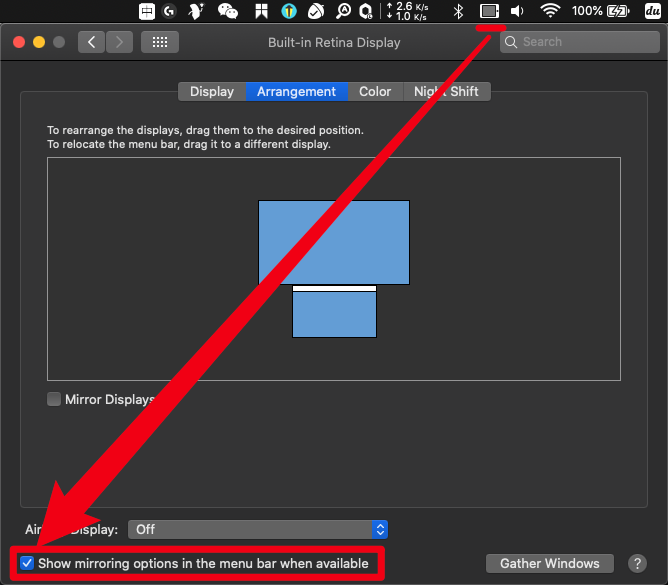 中
2.6 K/s
1.0 K/s
100%
du
Built-in Retina Display
Search
Display
Arrangement
Color
Night Shift
To rearrange the displays, drag them to the desired position.
To relocate the menu bar, drag it to a different display.
Mirror Displays
Display:
Off
Show mirroring options in the menu bar when available
Gather Windows
?